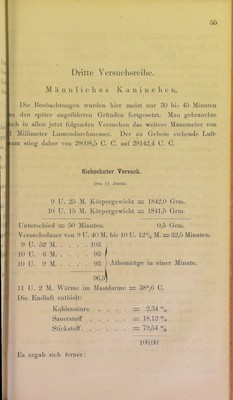 55
Dritte Versuchsreihe.
Männliches Kaninchen.
Die Beobachtungen wurden hier meist nur 30 bis 45 Minuten
den später angeführten Gründen fortgesetzt. Man gebrauchte
in allen jetzt folgenden Versuchen das weitere Manometer von
Millimeter Lumendurchmesser. Der zu Gebote stehende Luft-
stieg daher von 28098,5 C. C. auf 28142,4 C. C.
Siebzehnter Versuch.
Den 11. Januar.
9 U. 25 M. Körpergewicht = 1842,0 Grm.
10 U. 15 M. Körpergewicht = 1841,5 Grm.
Unterschied = 50 Minuten. 0,5 Grm.
Versuchsdauer von 9 U. 40 M. bis 10 U. 12½ M. = 32,5 Minuten.
9 U. 52 M. . . . . 103
10 U. 6 M. . . . . 93
10 U. 9 M. . . . . 93 Athemzüge in einer Minute.
96,3
11 U. 2 M. Wärme im Mastdarme = 38°,6 C.
Die Endluft enthielt:
Kohlensäure . . . . = 2,34 %
Sauerstoff . . . . . = 18,12 %
Stickstoff . . . . . = 79,54 %
100,00
Es ergab sich ferner: